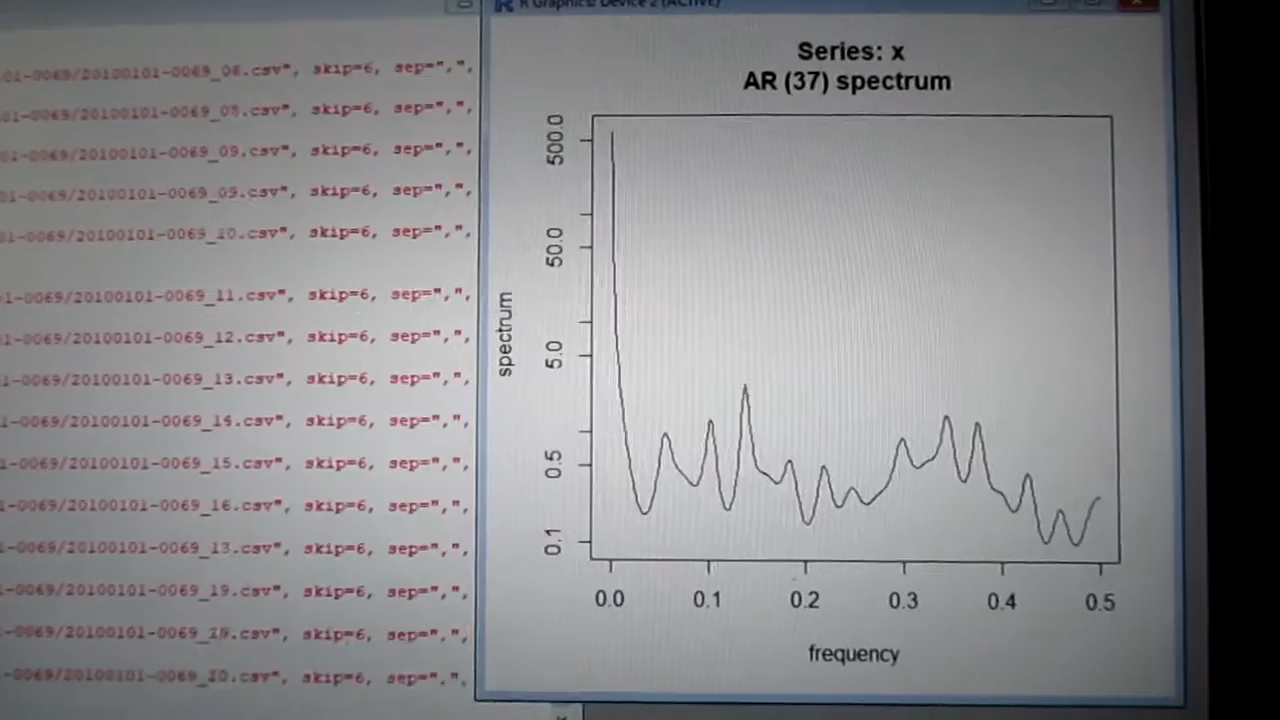 R Graphics: Device 2 (ACTIVE)
01-0069/20100101-0069_06.csv", skip=6, sep=",",
01-0069/20100101-0069_08.csv", skip=6, sep=",",
01-0069/20100101-0069_09.csv", skip=6, sep=",",
01-0069/20100101-0069_09.csv", skip=6, sep=",",
01-0069/20100101-0069_10.csv", skip=6, sep=",",
1-0069/20100101-0069_11.csv", skip=6, sep=",",
1-0069/20100101-0069_12.csv", skip=6, sep=",",
1-0069/20100101-0069_13.csv", skip=6, sep=",",
1-0069/20100101-0069_14.csv", skip=6, sep=",",
1-0069/20100101-0069_15.csv", skip=6, sep=",",
1-0069/20100101-0069_16.csv", skip=6, sep=",",
-0069/20100101-0069_13.csv", skip=6, sep=",",
-0069/20100101-0069_19.csv", skip=6, sep=",",
skip=6, sep=",",
-0069/20100101-0069_20.csv", skip=6, sep=",",
Series: x
AR (37) spectrum
spectrum
500.0
50.0
5.0
0.5
0.1
0.0 0.1 0.2 0.3 0.4 0.5
frequency